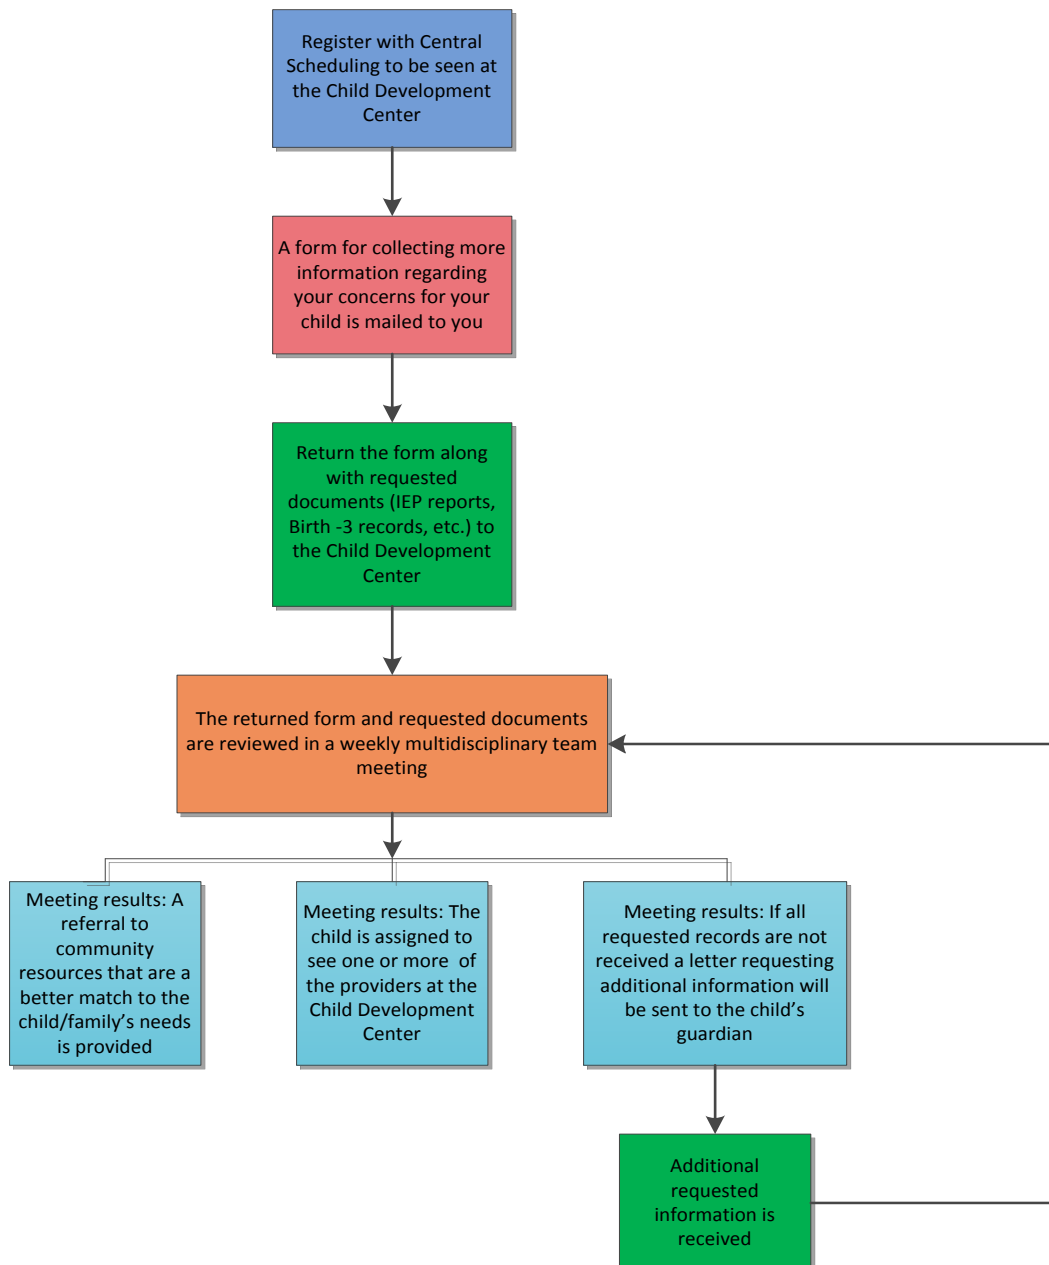 Register with Central
Scheduling to be seen at
the Child Development
Center
A form for collecting more
information regarding
your concerns for your
child is mailed to you
Return the form along
with requested
documents (IEP reports,
Birth -3 records, etc.) to
the Child Development
Center
The returned form and requested documents
are reviewed in a weekly multidisciplinary team
meeting
Meeting results: A
referral to
community
resources that are a
better match to the
child/family's needs
is provided
Meeting results: The
child is assigned to
see one or more  of
the providers at the
Child Development
Center
Meeting results: If all
requested records are not
received a letter requesting
additional information will
be sent to the child's
guardian
Additional
requested
information is
received